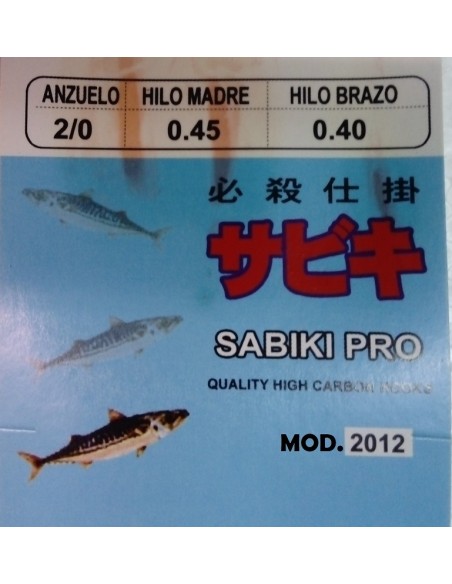 ANZUELO HILO MADRE HILO BRAZO
2/0 0.45 0.40
必殺仕掛
サビキ
SABIKI PRO
QUALITY HIGH CARBON HOOKS
MOD. 2012